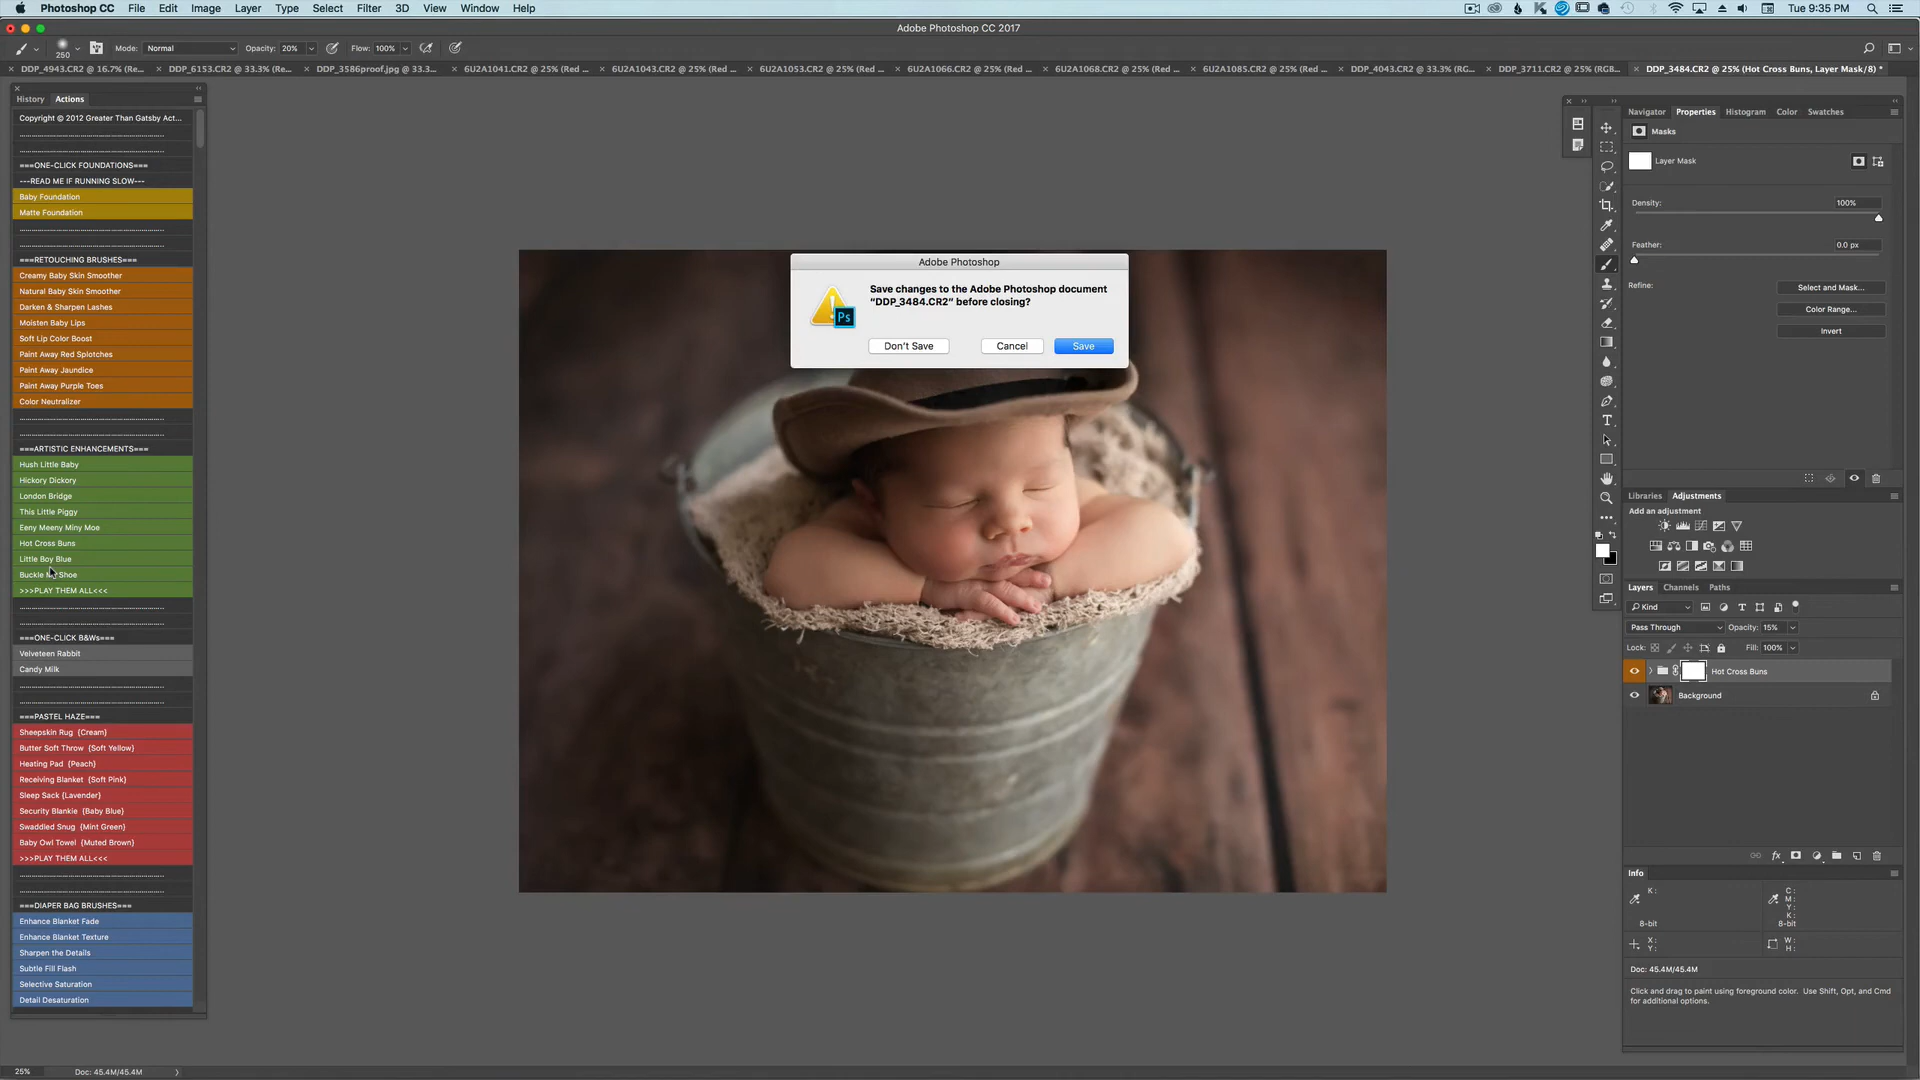 Photoshop CC File Edit Image Layer Type Select Filter 3D View Window Help
Tue 9:35 PM
Adobe Photoshop CC 2017
250 Mode: Normal Opacity: 20% Flow: 100%
DDP_4943.CR2 @ 16.7% (Re... DDP_6153.CR2 @ 33.3% (Re... DDP_3586proof.jpg @ 33.3... 6U2A1041.CR2 @ 25% (Red ... 6U2A1043.CR2 @ 25% (Red ... 6U2A1053.CR2 @ 25% (Red ... 6U2A1066.CR2 @ 25% (Red ... 6U2A1068.CR2 @ 25% (Red ... 6U2A1085.CR2 @ 25% (Red ... DDP_4043.CR2 @ 33.3% (RG... DDP_3711.CR2 @ 25% (RGB... DDP_3484.CR2 @ 25% (Hot Cross Buns, Layer Mask/8) *
History Actions
Copyright © 2012 Greater Than Gatsby Act...
===ONE-CLICK FOUNDATIONS===
---READ ME IF RUNNING SLOW---
Baby Foundation
Matte Foundation
===RETOUCHING BRUSHES===
Creamy Baby Skin Smoother
Natural Baby Skin Smoother
Darken & Sharpen Lashes
Moisten Baby Lips
Soft Lip Color Boost
Paint Away Red Splotches
Paint Away Jaundice
Paint Away Purple Toes
Color Neutralizer
===ARTISTIC ENHANCEMENTS===
Hush Little Baby
Hickory Dickory
London Bridge
This Little Piggy
Eeny Meeny Miny Moe
Hot Cross Buns
Little Boy Blue
Buckle Shoe
>>>PLAY THEM ALL<<<
===ONE-CLICK B&Ws===
Velveteen Rabbit
Candy Milk
===PASTEL HAZE===
Sheepskin Rug {Cream}
Butter Soft Throw {Soft Yellow}
Heating Pad {Peach}
Receiving Blanket {Soft Pink}
Sleep Sack {Lavender}
Security Blankie {Baby Blue}
Swaddled Snug {Mint Green}
Baby Owl Towel {Muted Brown}
>>>PLAY THEM ALL<<<
===DIAPER BAG BRUSHES===
Enhance Blanket Fade
Enhance Blanket Texture
Sharpen the Details
Subtle Fill Flash
Selective Saturation
Detail Desaturation
25% Doc: 45.4M/45.4M
Adobe Photoshop
Save changes to the Adobe Photoshop document
"DDP_3484.CR2" before closing?
Ps
Don't Save Cancel Save
Navigator Properties Histogram Color Swatches
Masks
Layer Mask
Density: 100%
Feather: 0.0 px
Refine: Select and Mask...
Color Range...
Invert
Libraries Adjustments
Add an adjustment
Layers Channels Paths
Kind
Pass Through Opacity: 15%
Lock: Fill: 100%
Hot Cross Buns
Background
fx
Info
K:
8-bit
C:
M:
Y:
K:
8-bit
X:
Y:
W:
H:
Doc: 45.4M/45.4M
Click and drag to paint using foreground color. Use Shift, Opt, and Cmd
for additional options.